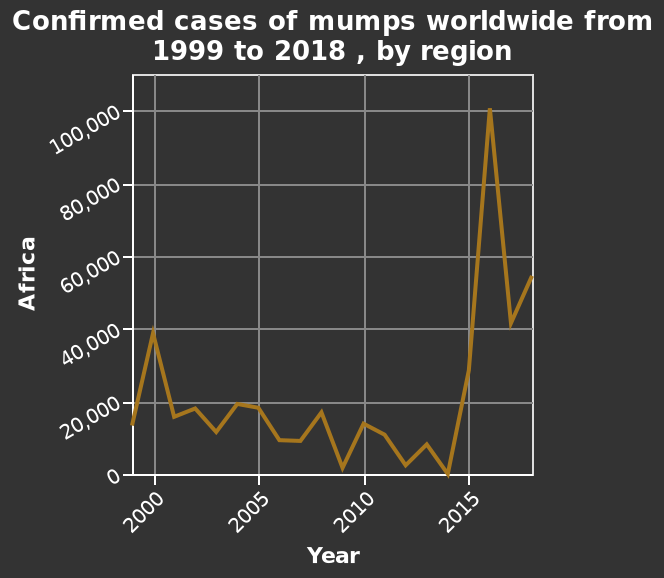 Confirmed cases of mumps worldwide from
1999 to 2018 , by region
100,000
80,000
60,000
40,000
20,000
0
Africa
2000
2005
2010
2015
Year